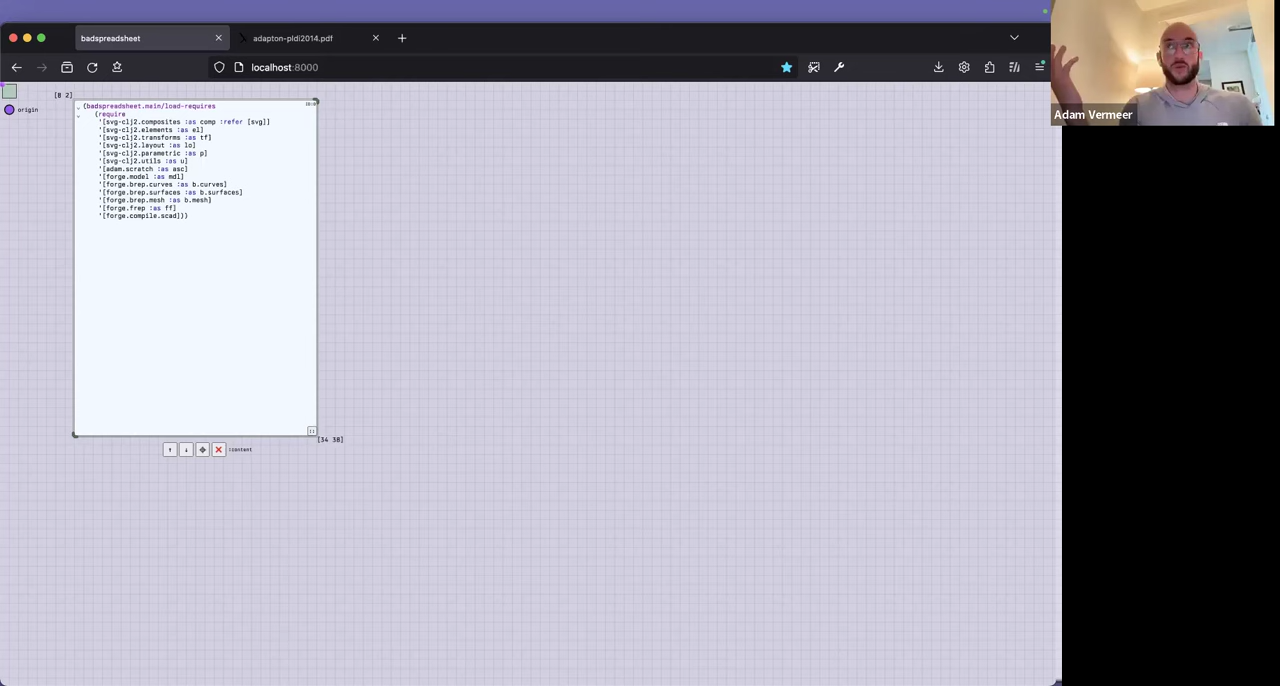 badspreadsheet
adapton-pldi2014.pdf
localhost:8000
Adam Vermeer
origin
[8 2]
(badspreadsheet.main/load-requires
(require
'[svg-clj2.composites :as comp :refer [svg]]
'[svg-clj2.elements :as el]
'[svg-clj2.transforms :as tf]
'[svg-clj2.layout :as lo]
'[svg-clj2.parametric :as p]
'[svg-clj2.utils :as u]
'[adam.scratch :as asc]
'[forge.model :as mdl]
'[forge.brep.curves :as b.curves]
'[forge.brep.surfaces :as b.surfaces]
'[forge.brep.mesh :as b.mesh]
'[forge.frep :as ff]
'[forge.compile.scad]))
[34 38]
:content